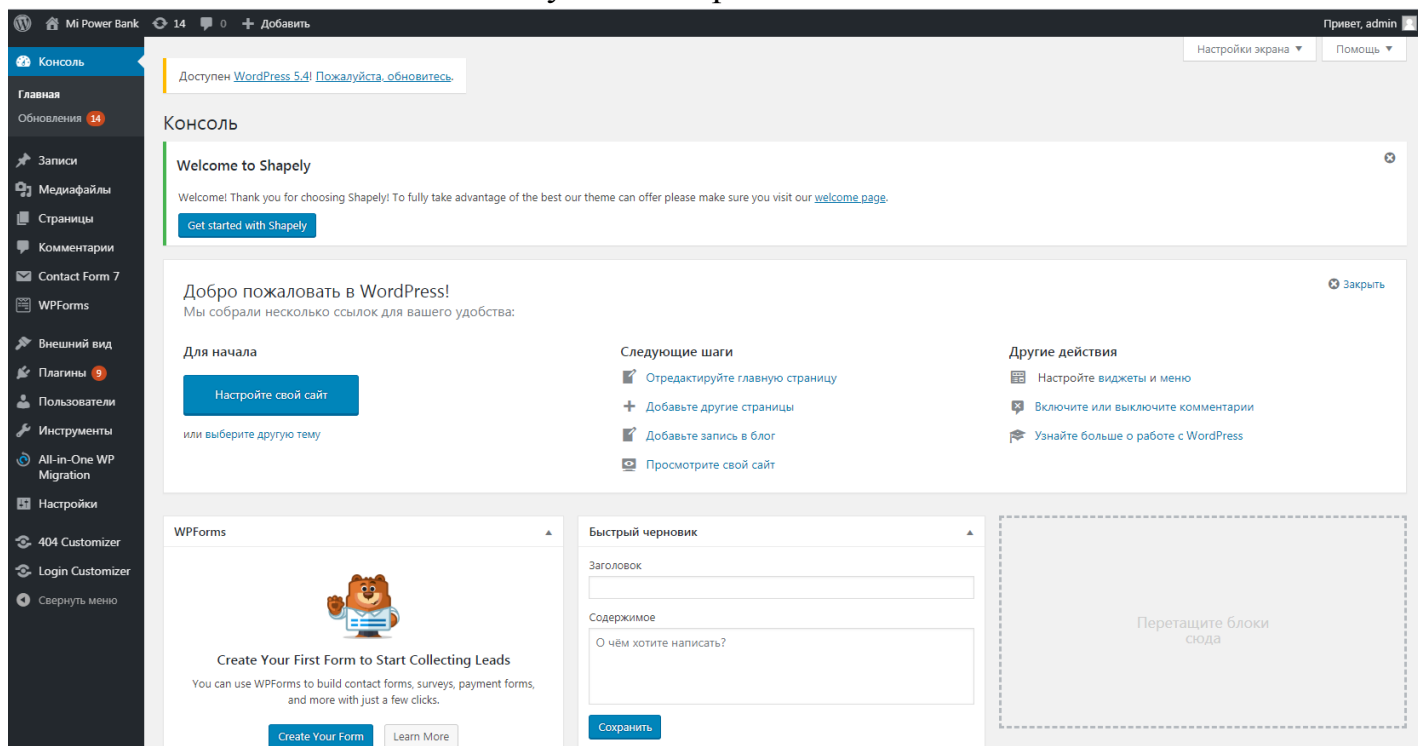 Mi Power Bank 14 0 + Добавить Привет, admin
Настройки экрана ▼ Помощь ▼
Консоль
Главная
Обновления 14
Записи
Медиафайлы
Страницы
Комментарии
Contact Form 7
WPForms
Внешний вид
Плагины 9
Пользователи
Инструменты
All-in-One WP
Migration
Настройки
404 Customizer
Login Customizer
Свернуть меню
Доступен WordPress 5.4! Пожалуйста, обновитесь.
Консоль
Welcome to Shapely
Welcome! Thank you for choosing Shapely! To fully take advantage of the best our theme can offer please make sure you visit our welcome page.
Get started with Shapely
Добро пожаловать в WordPress!
Закрыть
Мы собрали несколько ссылок для вашего удобства:
Для начала
Настройте свой сайт
или выберите другую тему
Следующие шаги
Отредактируйте главную страницу
Добавьте другие страницы
Добавьте запись в блог
Просмотрите свой сайт
Другие действия
Настройте виджеты и меню
Включите или выключите комментарии
Узнайте больше о работе с WordPress
WPForms
Create Your First Form to Start Collecting Leads
You can use WPForms to build contact forms, surveys, payment forms,
and more with just a few clicks.
Create Your Form Learn More
Быстрый черновик
Заголовок
Содержимое
О чём хотите написать?
Сохранить
Перетащите блоки
сюда